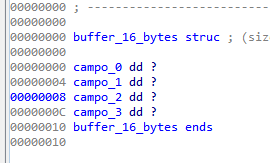 00000000 ; ---------------------------
00000000
00000000 buffer_16_bytes struc ; (siz
00000000
00000000 campo_0 dd ?
00000004 campo_1 dd ?
00000008 campo_2 dd ?
0000000C campo_3 dd ?
00000010 buffer_16_bytes ends
00000010